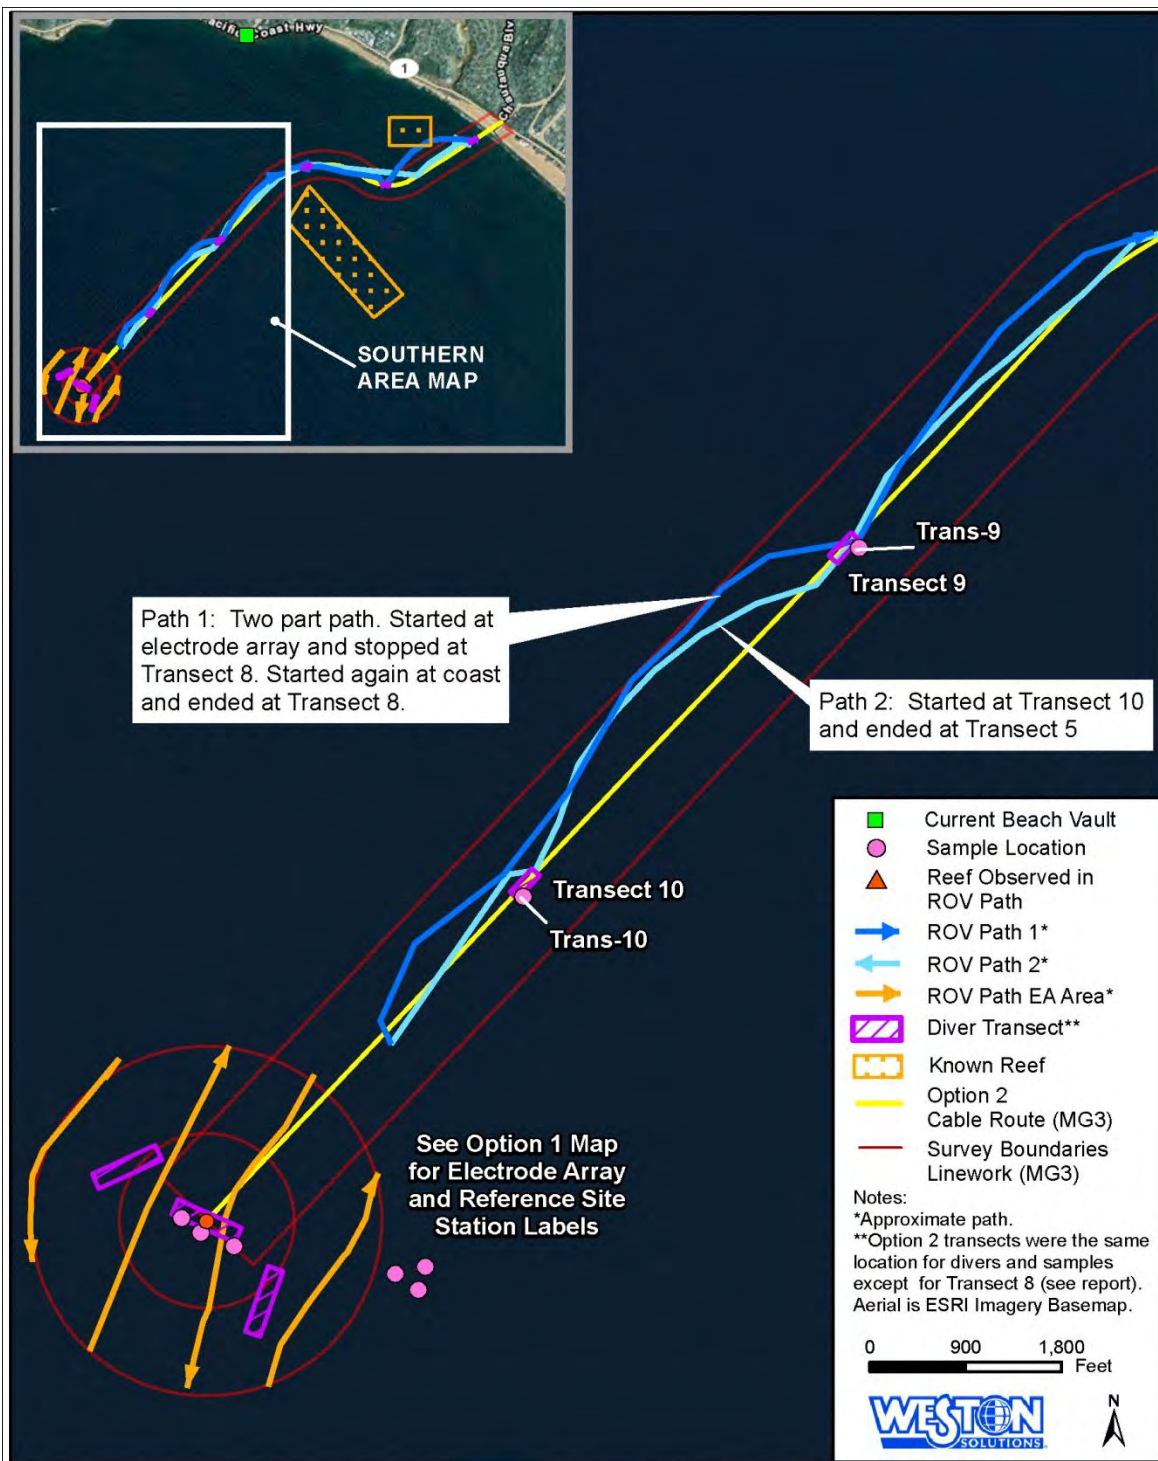 Pacific Coast Hwy
1
Chautauqua Blv
SOUTHERN
AREA MAP
Trans-9
Transect 9
Path 1: Two part path. Started at
electrode array and stopped at
Transect 8. Started again at coast
and ended at Transect 8.
Path 2: Started at Transect 10
and ended at Transect 5
Transect 10
Trans-10
See Option 1 Map
for Electrode Array
and Reference Site
Station Labels
Current Beach Vault
Sample Location
Reef Observed in
ROV Path
ROV Path 1*
ROV Path 2*
ROV Path EA Area*
Diver Transect**
Known Reef
Option 2
Cable Route (MG3)
Survey Boundaries
Linework (MG3)
Notes:
*Approximate path.
**Option 2 transects were the same
location for divers and samples
except for Transect 8 (see report).
Aerial is ESRI Imagery Basemap.
0 900 1,800
Feet
WESTON
SOLUTIONS
N